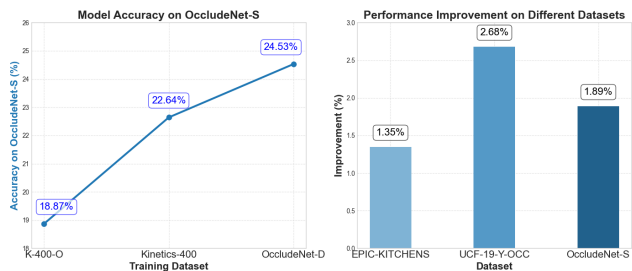 Model Accuracy on OccludeNet-S
Accuracy on OccludeNet-S (%)
26
25
24
23
22
21
20
19
18
18.87%
22.64%
24.53%
K-400-O
Kinetics-400
OccludeNet-D
Training Dataset
Performance Improvement on Different Datasets
Improvement (%)
3.0
2.5
2.0
1.5
1.0
0.5
0.0
1.35%
2.68%
1.89%
EPIC-KITCHENS
UCF-19-Y-OCC
OccludeNet-S
Dataset